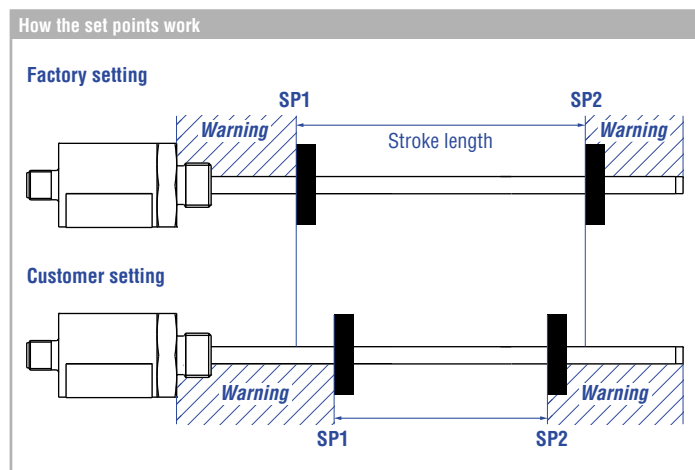 How the set points work
Factory setting
SP1 SP2
Warning Stroke length Warning
Customer setting
Warning Warning
SP1 SP2